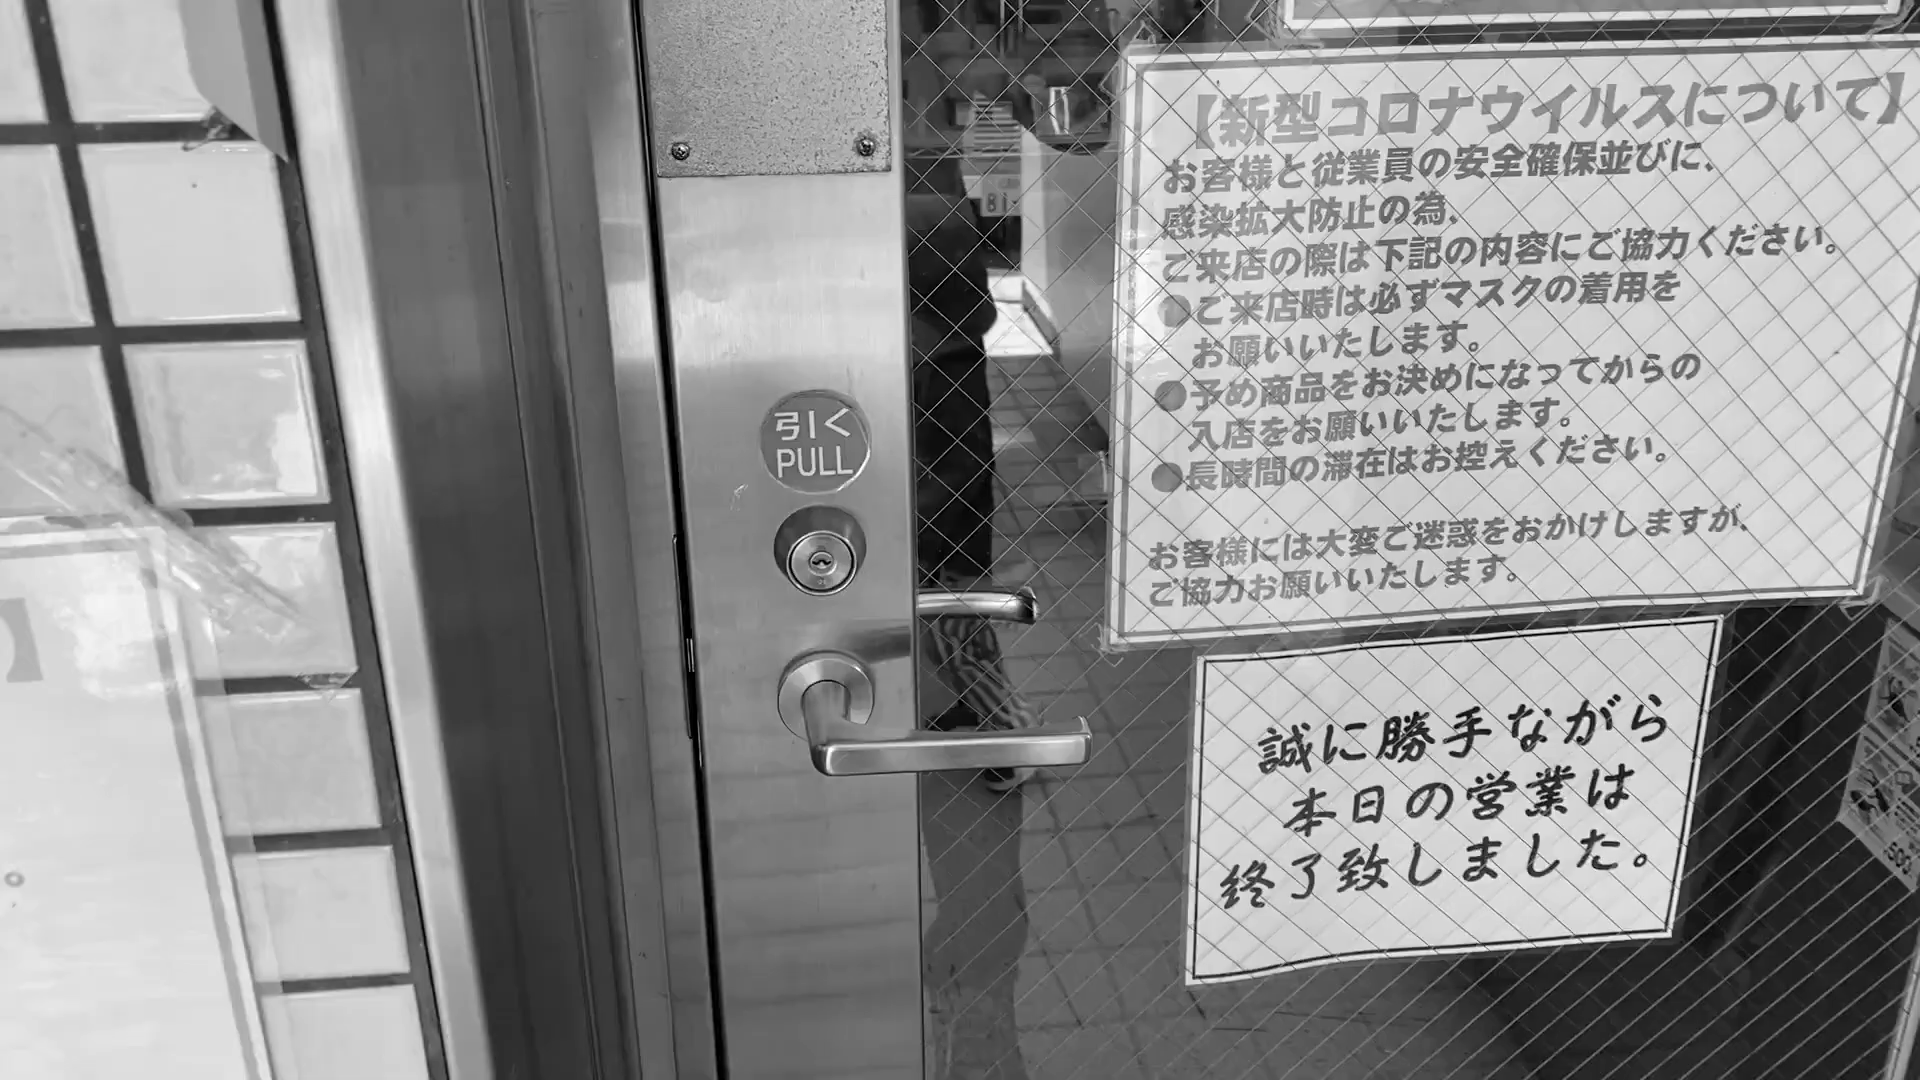 引く
PULL
【新型コロナウイルスについて】
お客様と従業員の安全確保並びに、
感染拡大防止の為、
ご来店の際は下記の内容にご協力ください。
●ご来店時は必ずマスクの着用を
お願いいたします。
●予め商品をお決めになってからの
入店をお願いいたします。
●長時間の滞在はお控えください。
お客様には大変ご迷惑をおかけしますが、
ご協力お願いいたします。
誠に勝手ながら
本日の営業は
終了致しました。